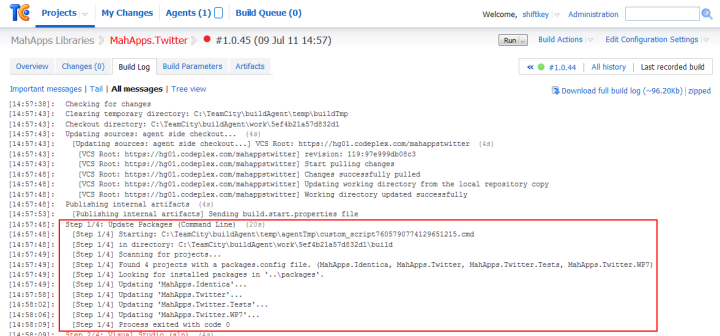 TC Projects | My Changes Agents (1) Build Queue (0) Welcome, shiftkey Administration
MahApps Libraries MahApps.Twitter #1.0.45 (09 Jul 11 14:57) Run ... Build Actions Edit Configuration Settings
Overview Changes (0) Build Log Build Parameters Artifacts « #1.0.44 | All history | Last recorded build
Important messages | Tail | All messages | Tree view Download full build log (~96.20Kb) | zipped
[14:57:38]: Checking for changes
[14:57:43]: Clearing temporary directory: C:\TeamCity\buildAgent\temp\buildTmp
[14:57:43]: Checkout directory: C:\TeamCity\buildAgent\work\5ef4b21a57d832d1
[14:57:43]: Updating sources: agent side checkout... (4s)
[14:57:43]: [Updating sources: agent side checkout...] VCS Root: https://hg01.codeplex.com/mahappstwitter (4s)
[14:57:43]: [VCS Root: https://hg01.codeplex.com/mahappstwitter] revision: 119:97e999db08c3
[14:57:43]: [VCS Root: https://hg01.codeplex.com/mahappstwitter] Start pulling changes
[14:57:48]: [VCS Root: https://hg01.codeplex.com/mahappstwitter] Changes successfully pulled
[14:57:48]: [VCS Root: https://hg01.codeplex.com/mahappstwitter] Updating working directory from the local repository copy
[14:57:48]: [VCS Root: https://hg01.codeplex.com/mahappstwitter] Working directory updated successfully
[14:57:48]: Publishing internal artifacts (4s)
[14:57:53]: [Publishing internal artifacts] Sending build.start.properties file
[14:57:48]: Step 1/4: Update Packages (Command Line) (20s)
[14:57:48]: [Step 1/4] Starting: C:\TeamCity\buildAgent\temp\agentTmp\custom_script7605790774129651215.cmd
[14:57:48]: [Step 1/4] in directory: C:\TeamCity\buildAgent\work\5ef4b21a57d832d1\build
[14:57:49]: [Step 1/4] Scanning for projects...
[14:57:49]: [Step 1/4] Found 4 projects with a packages.config file. (MahApps.Identica, MahApps.Twitter, MahApps.Twitter.Tests, MahApps.Twitter.WP7)
[14:57:49]: [Step 1/4] Looking for installed packages in '..\packages'.
[14:57:49]: [Step 1/4] Updating 'MahApps.Identica'...
[14:57:58]: [Step 1/4] Updating 'MahApps.Twitter'...
[14:58:02]: [Step 1/4] Updating 'MahApps.Twitter.Tests'...
[14:58:06]: [Step 1/4] Updating 'MahApps.Twitter.WP7'...
[14:58:09]: [Step 1/4] Process exited with code 0
[14:58:09]: Step 2/4: Visual Studio (sln) (4s)